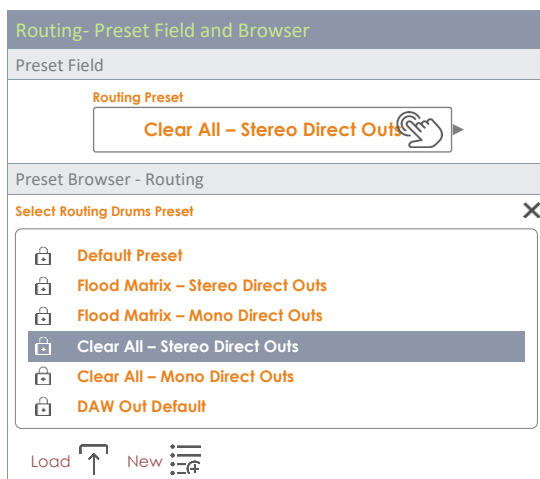 Routing- Preset Field and Browser
Preset Field
Routing Preset
Clear All – Stereo Direct Outs
Preset Browser - Routing
Select Routing Drums Preset
Default Preset
Flood Matrix – Stereo Direct Outs
Flood Matrix – Mono Direct Outs
Clear All – Stereo Direct Outs
Clear All – Mono Direct Outs
DAW Out Default
Load New